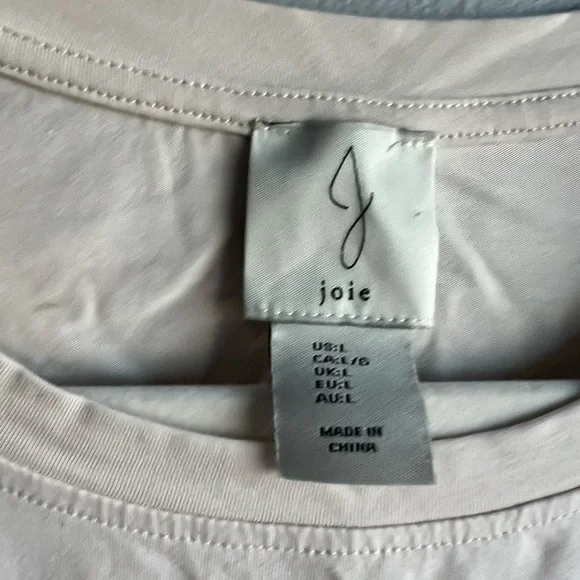 J
joie
US:L
CA:L/G
UK:L
EU:L
AU:L
MADE IN
CHINA